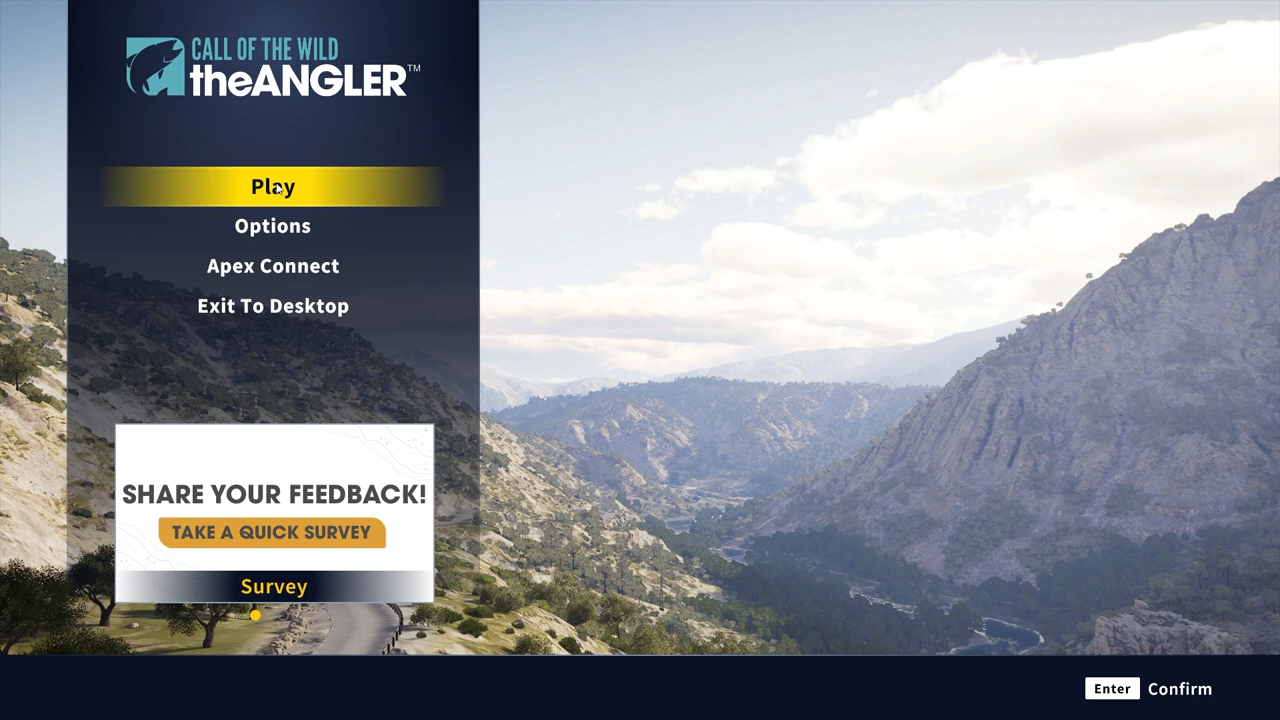 CALL OF THE WILD
theANGLER™
Play
Options
Apex Connect
Exit To Desktop
SHARE YOUR FEEDBACK!
TAKE A QUICK SURVEY
Survey
Enter Confirm